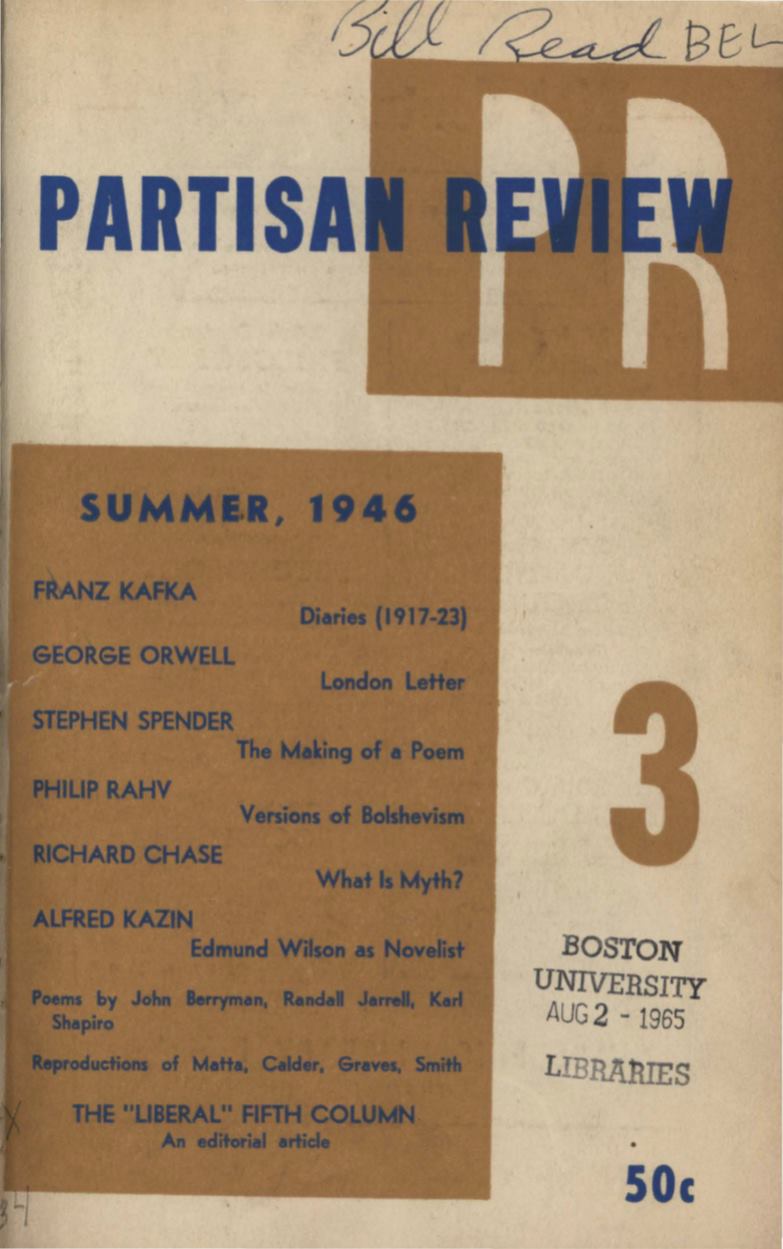 Bill Read BEL
PR
PARTISAN REVIEW
SUMMER, 1946
FRANZ KAFKA
Diaries (1917-23)
GEORGE ORWELL
London Letter
STEPHEN SPENDER
The Making of a Poem
PHILIP RAHV
Versions of Bolshevism
RICHARD CHASE
What Is Myth?
ALFRED KAZIN
Edmund Wilson as Novelist
Poems by John Berryman, Randall Jarrell, Karl
Shapiro
Reproductions of Matta, Calder, Graves, Smith
THE "LIBERAL" FIFTH COLUMN
An editorial article
3
BOSTON
UNIVERSITY
AUG 2 - 1965
LIBRARIES
50c